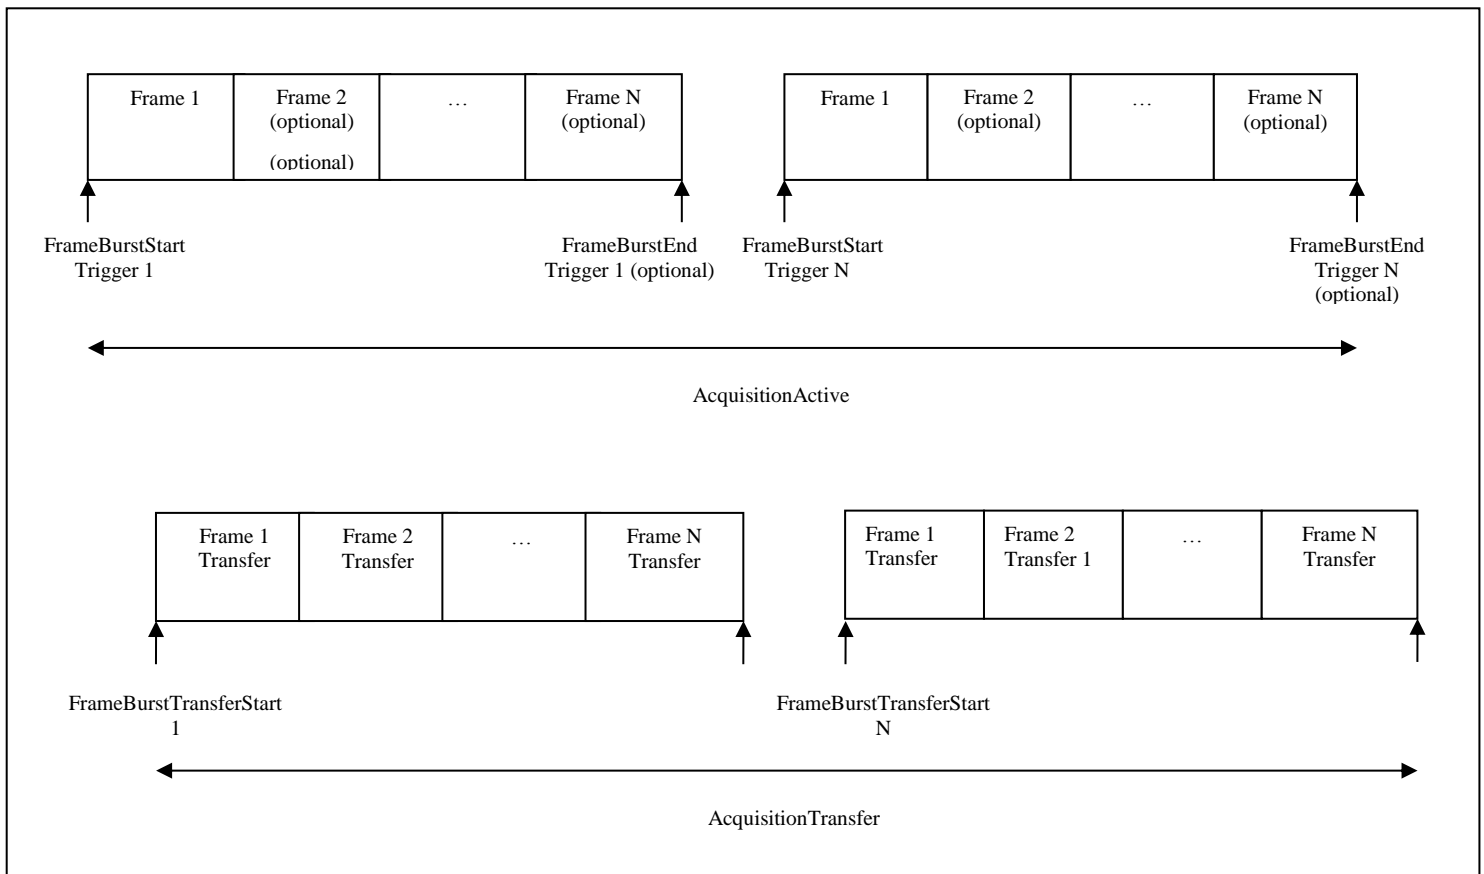 Frame 1
Frame 2
(optional)
(optional)
…
Frame N
(optional)
Frame 1
Frame 2
(optional)
…
Frame N
(optional)
FrameBurstStart
Trigger 1
FrameBurstEnd
Trigger 1 (optional)
FrameBurstStart
Trigger N
FrameBurstEnd
Trigger N
(optional)
AcquisitionActive
Frame 1
Transfer
Frame 2
Transfer
…
Frame N
Transfer
Frame 1
Transfer
Frame 2
Transfer 1
…
Frame N
Transfer
FrameBurstTransferStart
1
FrameBurstTransferStart
N
AcquisitionTransfer